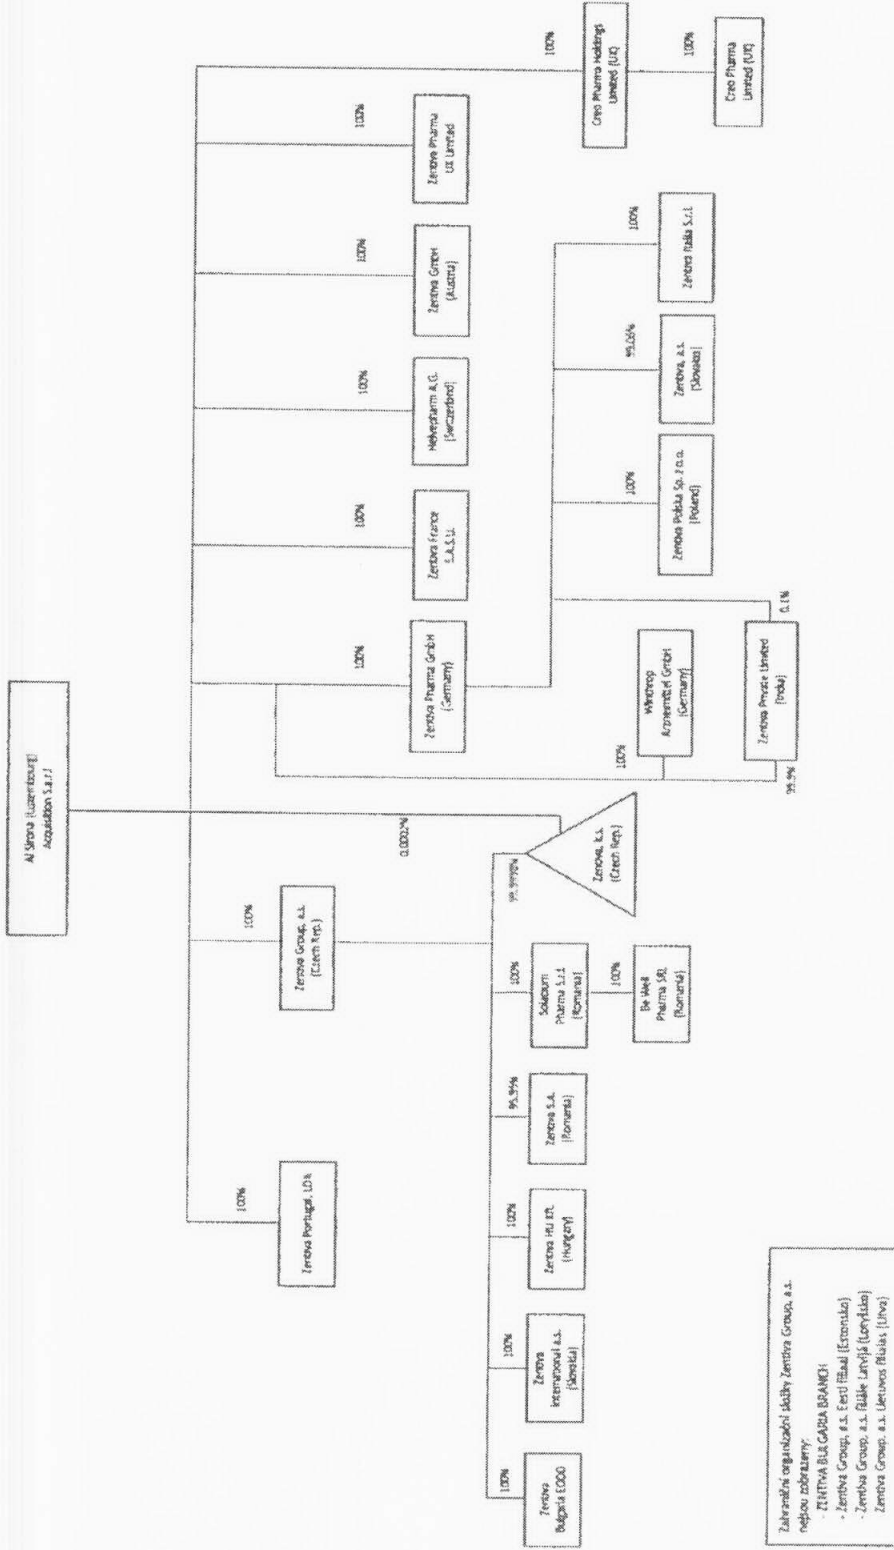 AI Sirona (Luxembourg)
Acquisition S.a.r.l
100%
Zentiva Portugal, LDA
100%
Zentiva Group, a.s.
(Czech Rep.)
0.0002%
100%
Zentiva Pharma GmbH
(Germany)
100%
Zentiva France
S.A.S.U.
100%
Helvepharm A.G.
(Switzerland)
100%
Zentiva GmbH
(Austria)
100%
Zentiva Pharma
UK Limited
100%
Creo Pharma Holdings
Limited (UK)
100%
Creo Pharma
Limited (UK)
100%
Zentiva
Bulgaria EOOD
100%
Zentiva
International a.s.
(Slovakia)
100%
Zentiva HU Kft.
(Hungary)
95.95%
Zentiva S.A.
(Romania)
100%
Solacium
Pharma S.r.l.
(Romania)
100%
Be Well
Pharma SRL
(Romania)
99.9998%
Zentiva, k.s.
(Czech Rep.)
100%
Winthrop
Arzneimittel GmbH
(Germany)
99.9%
Zentiva Private Limited
(India)
0.1%
100%
Zentiva Polska Sp. z o.o.
(Poland)
99.06%
Zentiva, a.s.
(Slovakia)
100%
Zentiva Italia S.r.l.
Zahraniční organizační složky Zentiva Group, a.s.
nejsou zobrazeny:
- ZENTIVA BULGARIA BRANCH
- Zentiva Group, a.s. Eesti filiaal (Estonsko)
- Zentiva Group, a.s. filiāle Latvijā (Lotyšsko)
Zentiva Group, a.s. Lietuvos filialas (Litva)